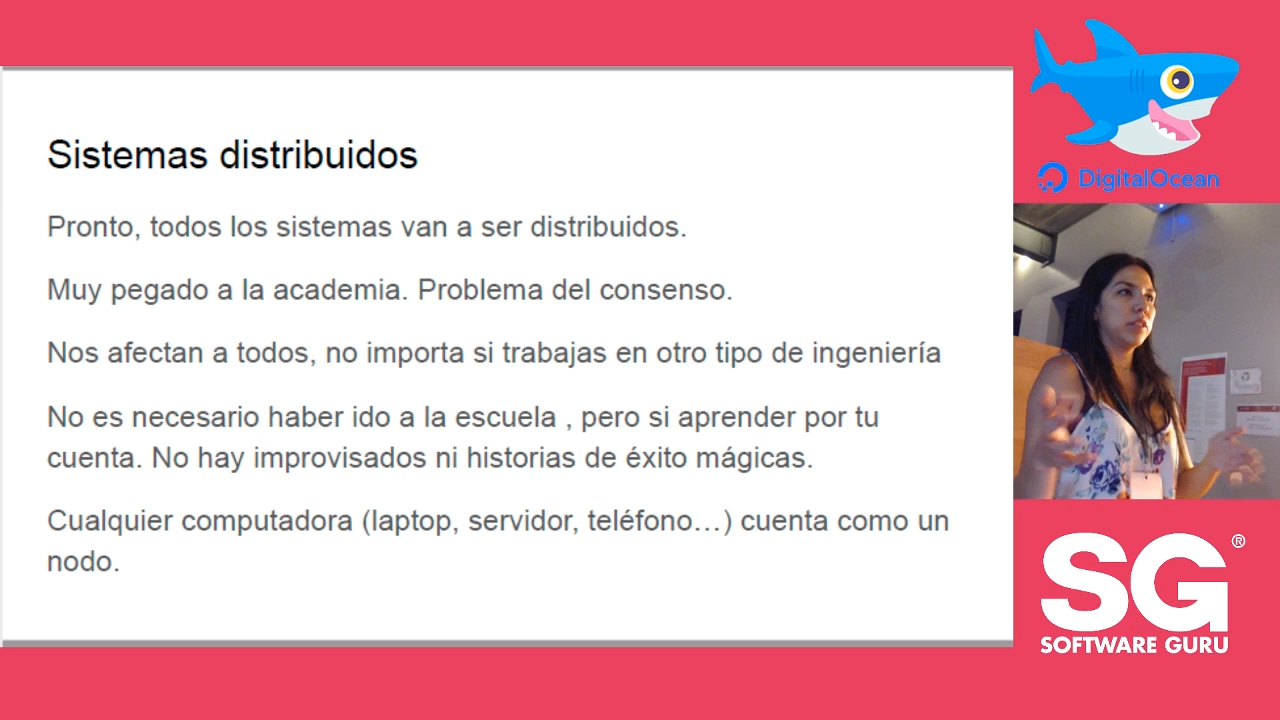 Sistemas distribuidos
Pronto, todos los sistemas van a ser distribuidos.
Muy pegado a la academia. Problema del consenso.
Nos afectan a todos, no importa si trabajas en otro tipo de ingeniería
No es necesario haber ido a la escuela , pero si aprender por tu
cuenta. No hay improvisados ni historias de éxito mágicas.
Cualquier computadora (laptop, servidor, teléfono…) cuenta como un
nodo.
DigitalOcean
SG®
SOFTWARE GURU